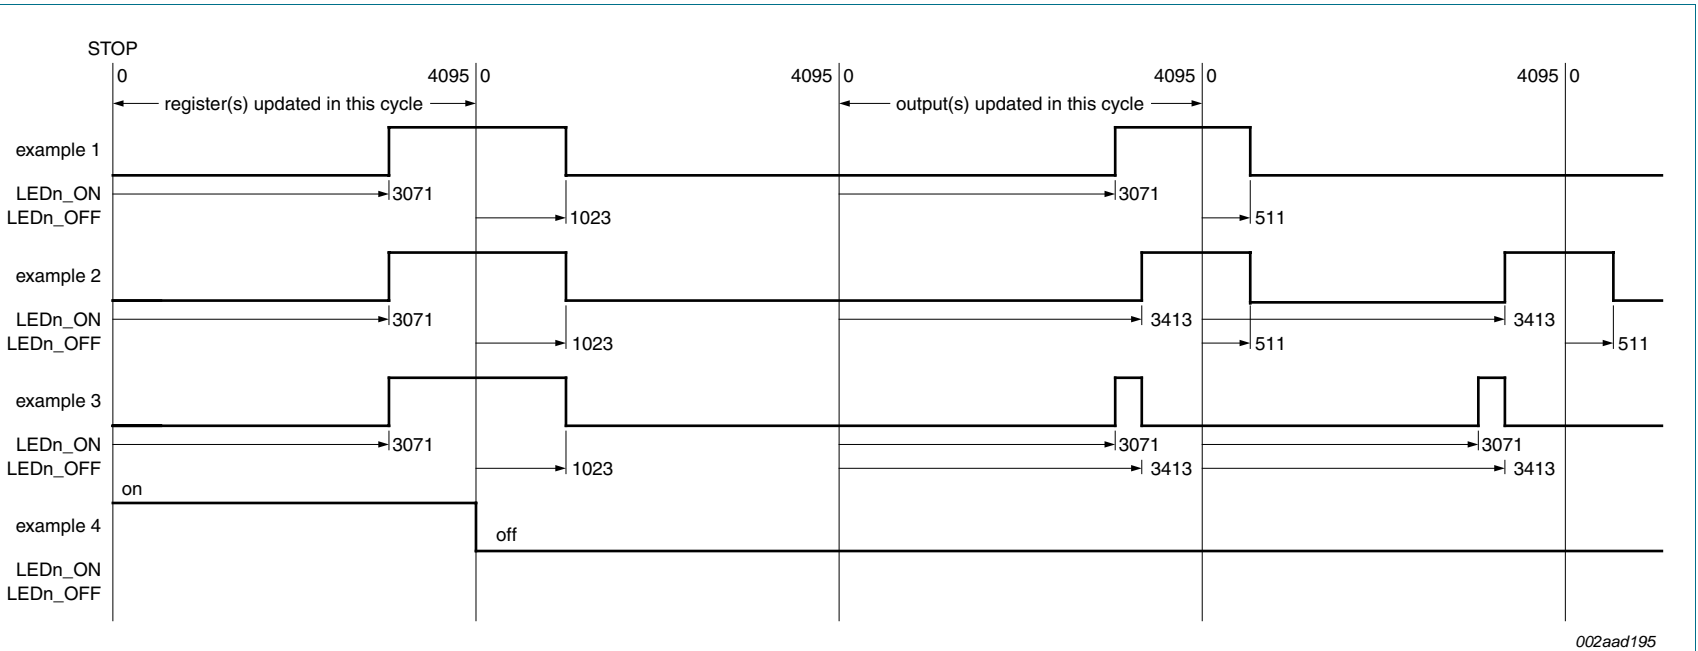 STOP
0 4095 0 4095 0 4095 0 4095 0
register(s) updated in this cycle output(s) updated in this cycle
example 1
LEDn_ON 3071 3071
LEDn_OFF 1023 511
example 2
LEDn_ON 3071 3413 3413
LEDn_OFF 1023 511 511
example 3
LEDn_ON 3071 3071 3071
LEDn_OFF 1023 3413 3413
on
example 4 off
LEDn_ON
LEDn_OFF
002aad195